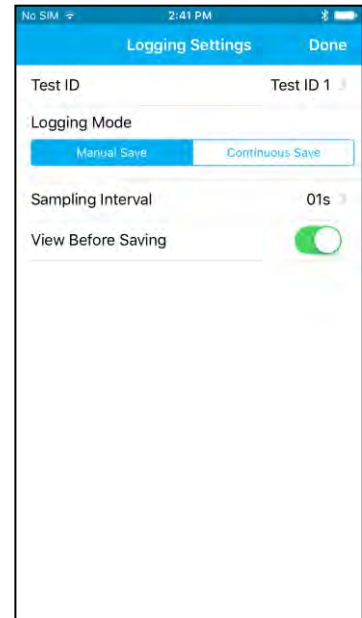 No SIM 2:41 PM
Logging Settings Done
Test ID Test ID 1
Logging Mode
Manual Save Continuous Save
Sampling Interval 01s
View Before Saving